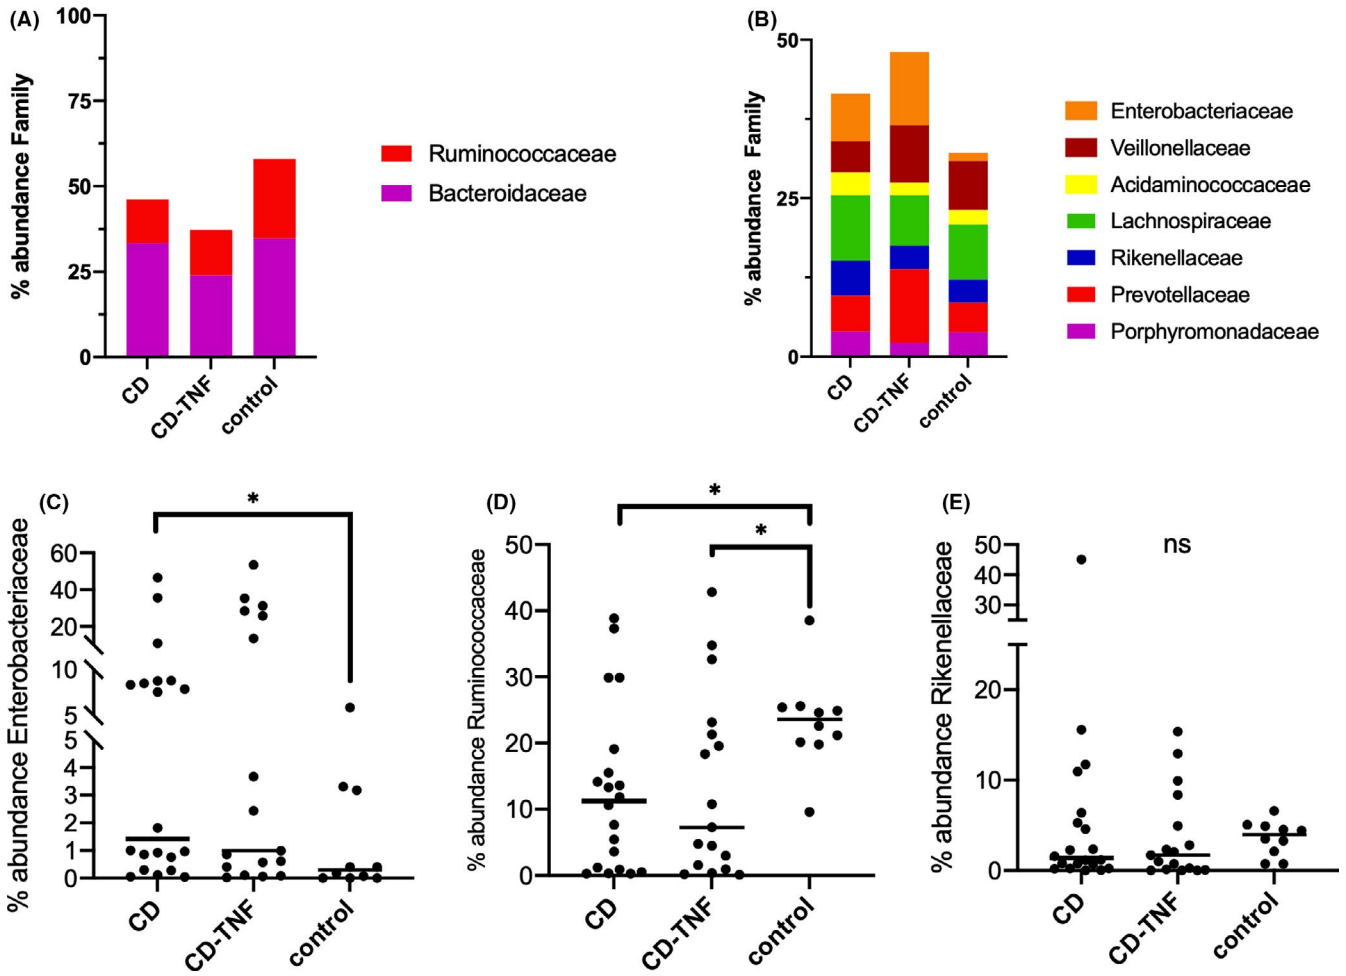 (A)
% abundance Family
100
75
50
25
0
CD
CD-TNF
control
Ruminococcaceae
Bacteroidaceae
(B)
% abundance Family
50
25
0
CD
CD-TNF
control
Enterobacteriaceae
Veillonellaceae
Acidaminococcaceae
Lachnospiraceae
Rikenellaceae
Prevotellaceae
Porphyromonadaceae
(C)
*
% abundance Enterobacteriaceae
60
40
20
10
5
5
4
3
2
1
0
CD
CD-TNF
control
(D)
*
*
% abundance Ruminococcaceae
50
40
30
20
10
0
CD
CD-TNF
control
(E)
ns
% abundance Rikenellaceae
50
40
30
20
10
0
CD
CD-TNF
control